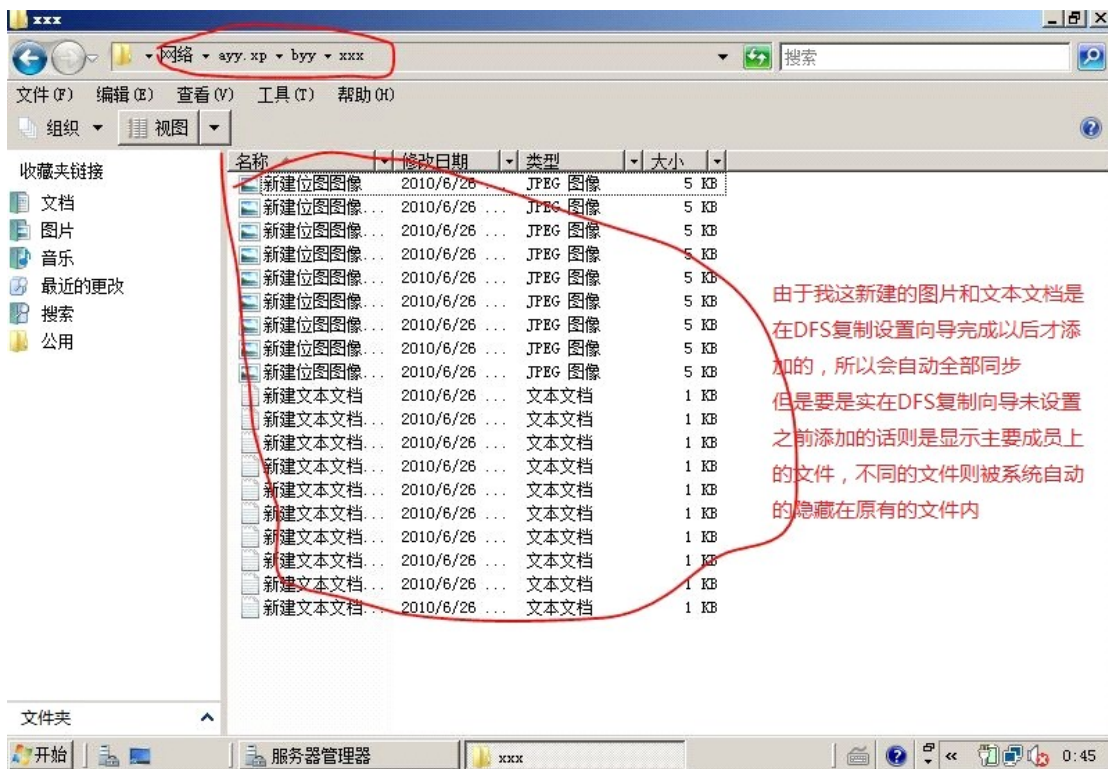 xxx
网络 ayy.xp byy xxx
搜索
文件(F) 编辑(E) 查看(V) 工具(T) 帮助(H)
组织 视图
收藏夹链接
文档
图片
音乐
最近的更改
搜索
公用
名称 修改日期 类型 大小
新建位图图像 2010/6/26 ... JPEG 图像 5 KB
新建位图图像... 2010/6/26 ... JPEG 图像 5 KB
新建位图图像... 2010/6/26 ... JPEG 图像 5 KB
新建位图图像... 2010/6/26 ... JPEG 图像 5 KB
新建位图图像... 2010/6/26 ... JPEG 图像 5 KB
新建位图图像... 2010/6/26 ... JPEG 图像 5 KB
新建位图图像... 2010/6/26 ... JPEG 图像 5 KB
新建位图图像... 2010/6/26 ... JPEG 图像 5 KB
新建位图图像... 2010/6/26 ... JPEG 图像 5 KB
新建文本文档 2010/6/26 ... 文本文档 1 KB
新建文本文档... 2010/6/26 ... 文本文档 1 KB
新建文本文档... 2010/6/26 ... 文本文档 1 KB
新建文本文档... 2010/6/26 ... 文本文档 1 KB
新建文本文档... 2010/6/26 ... 文本文档 1 KB
新建文本文档... 2010/6/26 ... 文本文档 1 KB
新建文本文档... 2010/6/26 ... 文本文档 1 KB
新建文本文档... 2010/6/26 ... 文本文档 1 KB
新建文本文档... 2010/6/26 ... 文本文档 1 KB
新建文本文档... 2010/6/26 ... 文本文档 1 KB
由于我这新建的图片和文本文档是
在DFS复制设置向导完成以后才添
加的，所以会自动全部同步
但是要是实在DFS复制向导未设置
之前添加的话则是显示主要成员上
的文件，不同的文件则被系统自动
的隐藏在原有的文件内
文件夹
开始 服务器管理器 xxx 0:45